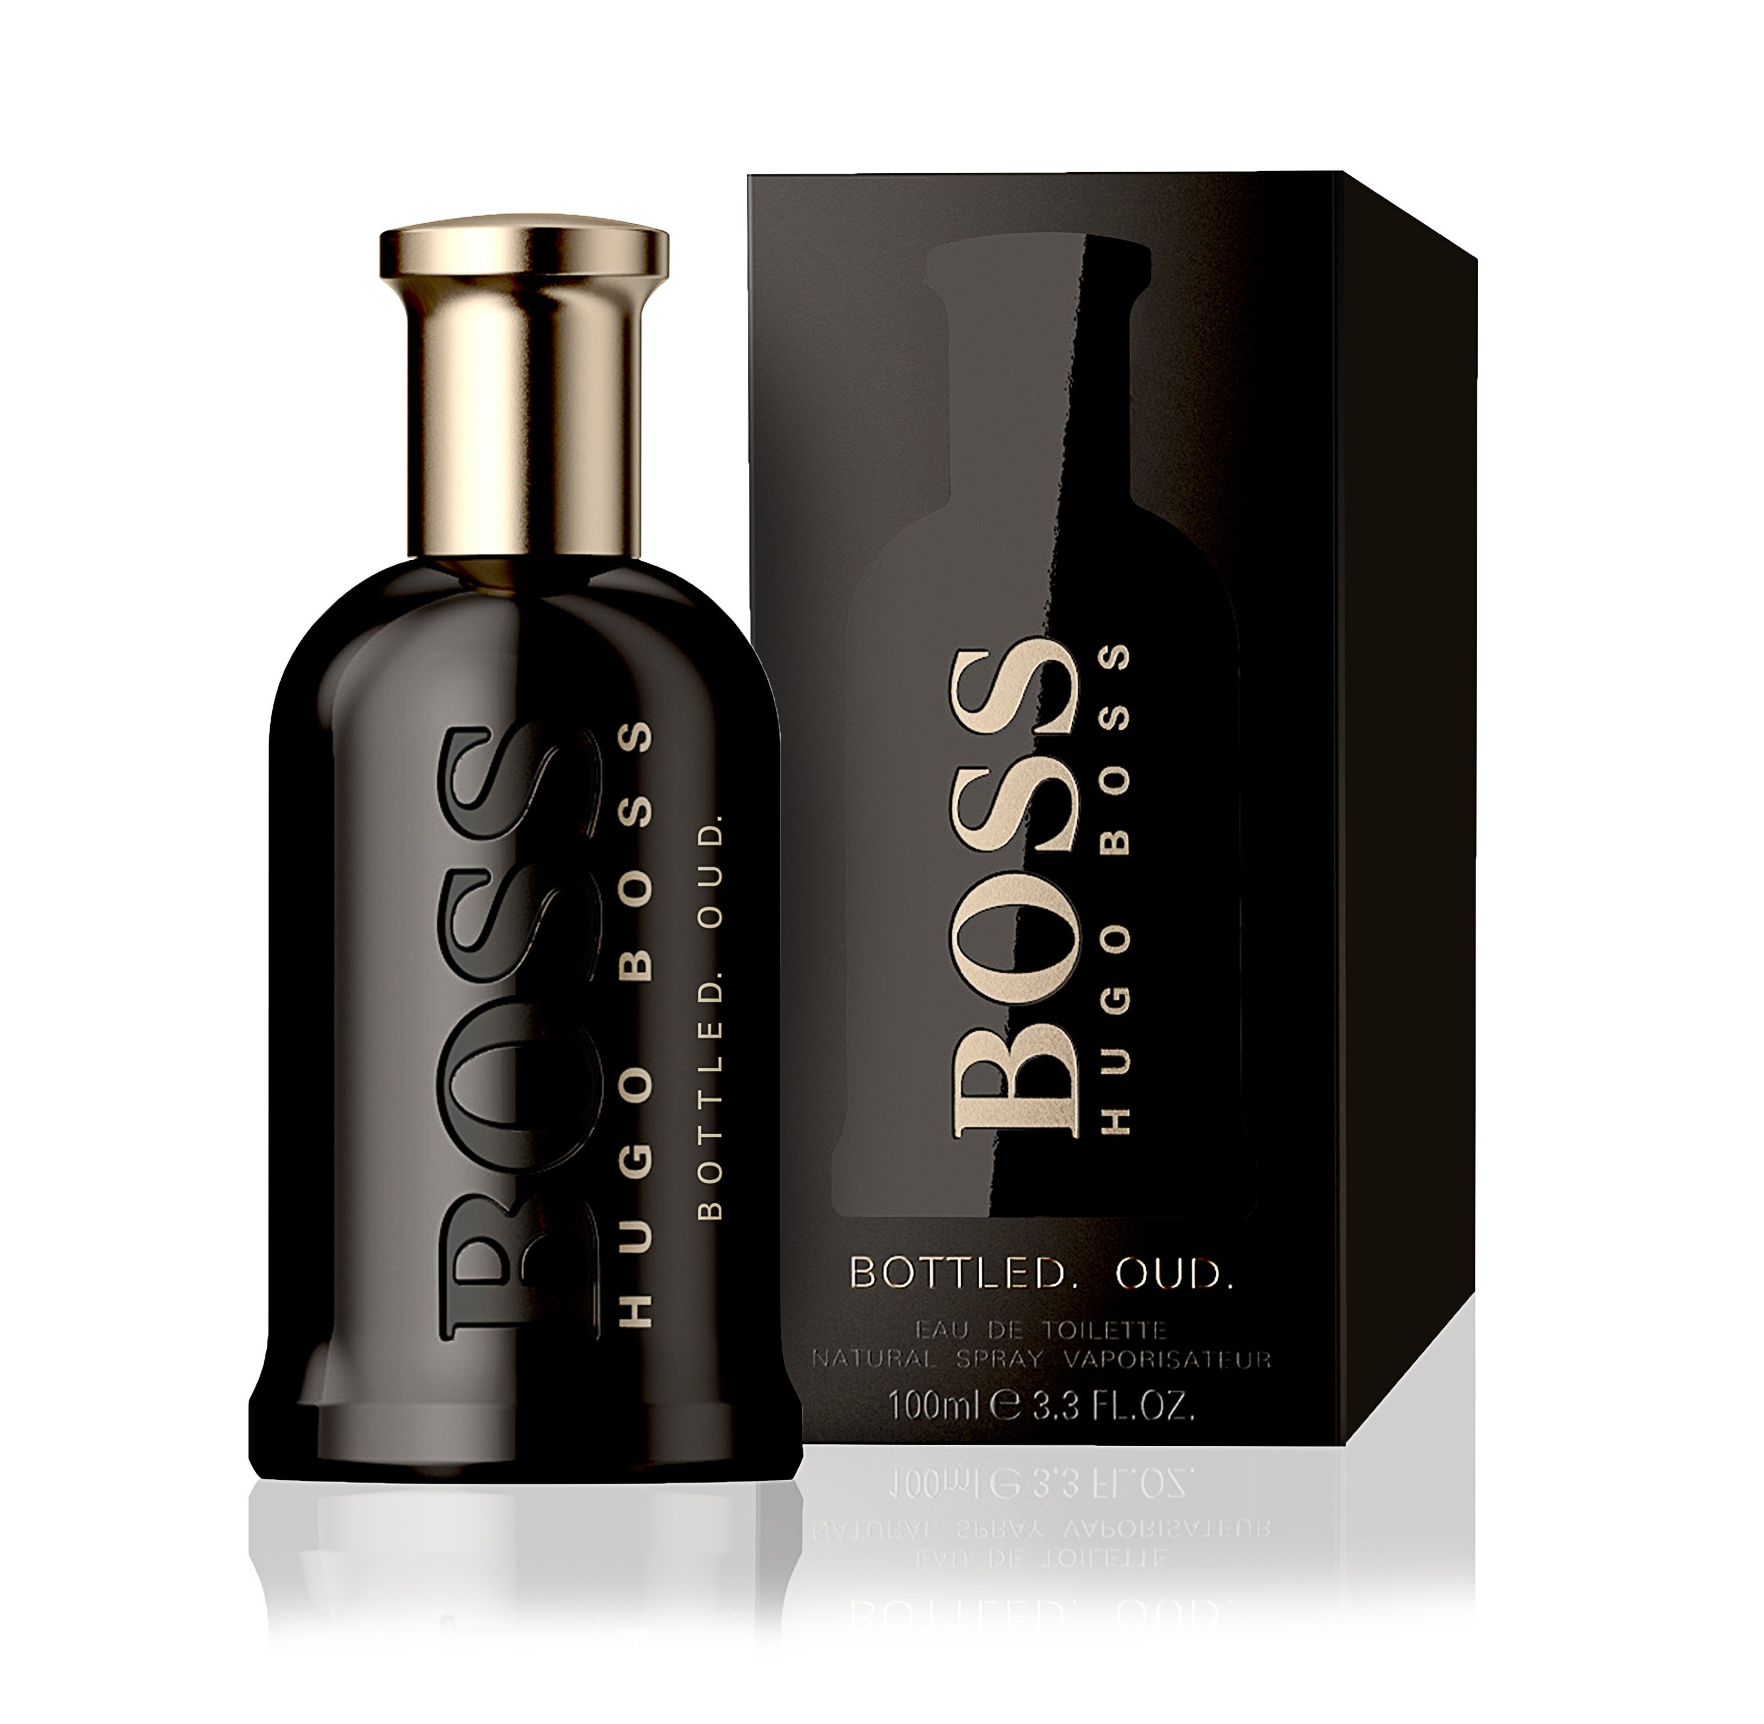 BOSS
HUGO BOSS
BOTTLED. OUD.
BOSS
HUGO BOSS
BOTTLED. OUD.
EAU DE TOILETTE
NATURAL SPRAY VAPORISATEUR
100ml ℮ 3.3 FL.OZ.